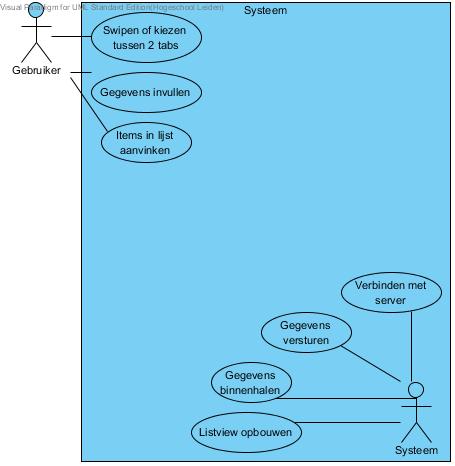 Visual Paradigm for UML Standard Edition(Hogeschool Leiden)
Systeem
Swipen of kiezen
tussen 2 tabs
Gebruiker
Gegevens invullen
Items in lijst
aanvinken
Verbinden met
server
Gegevens
versturen
Gegevens
binnenhalen
Listview opbouwen
Systeem